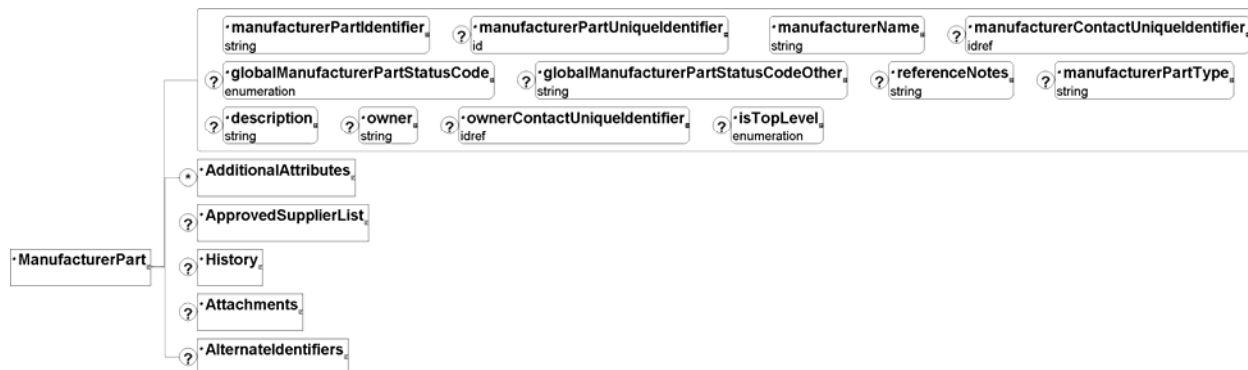 manufacturerPartIdentifier ? manufacturerPartUniqueIdentifier manufacturerName ? manufacturerContactUniqueIdentifier
string id string idref
? globalManufacturerPartStatusCode ? globalManufacturerPartStatusCodeOther ? referenceNotes ? manufacturerPartType
enumeration string string string
? description ? owner ? ownerContactUniqueIdentifier ? isTopLevel
string string idref enumeration
* AdditionalAttributes
? ApprovedSupplierList
ManufacturerPart
? History
? Attachments
? AlternateIdentifiers